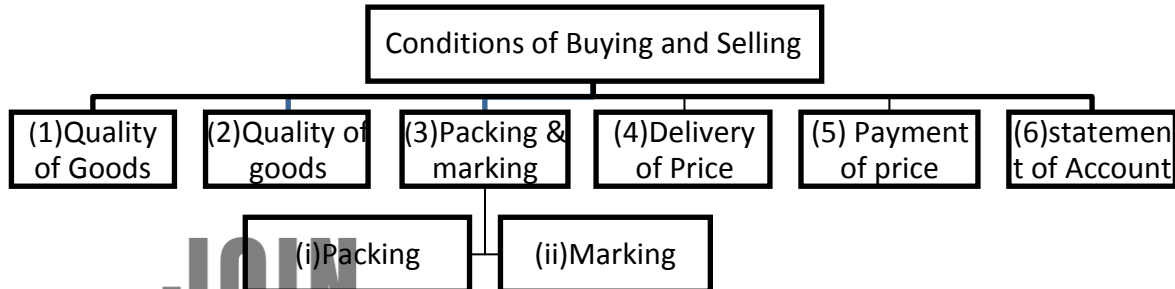 Conditions of Buying and Selling
(1)Quality
of Goods
(2)Quality of
goods
(3)Packing &
marking
(4)Delivery
of Price
(5) Payment
of price
(6)statemen
t of Account
(i)Packing
(ii)Marking
JOIN